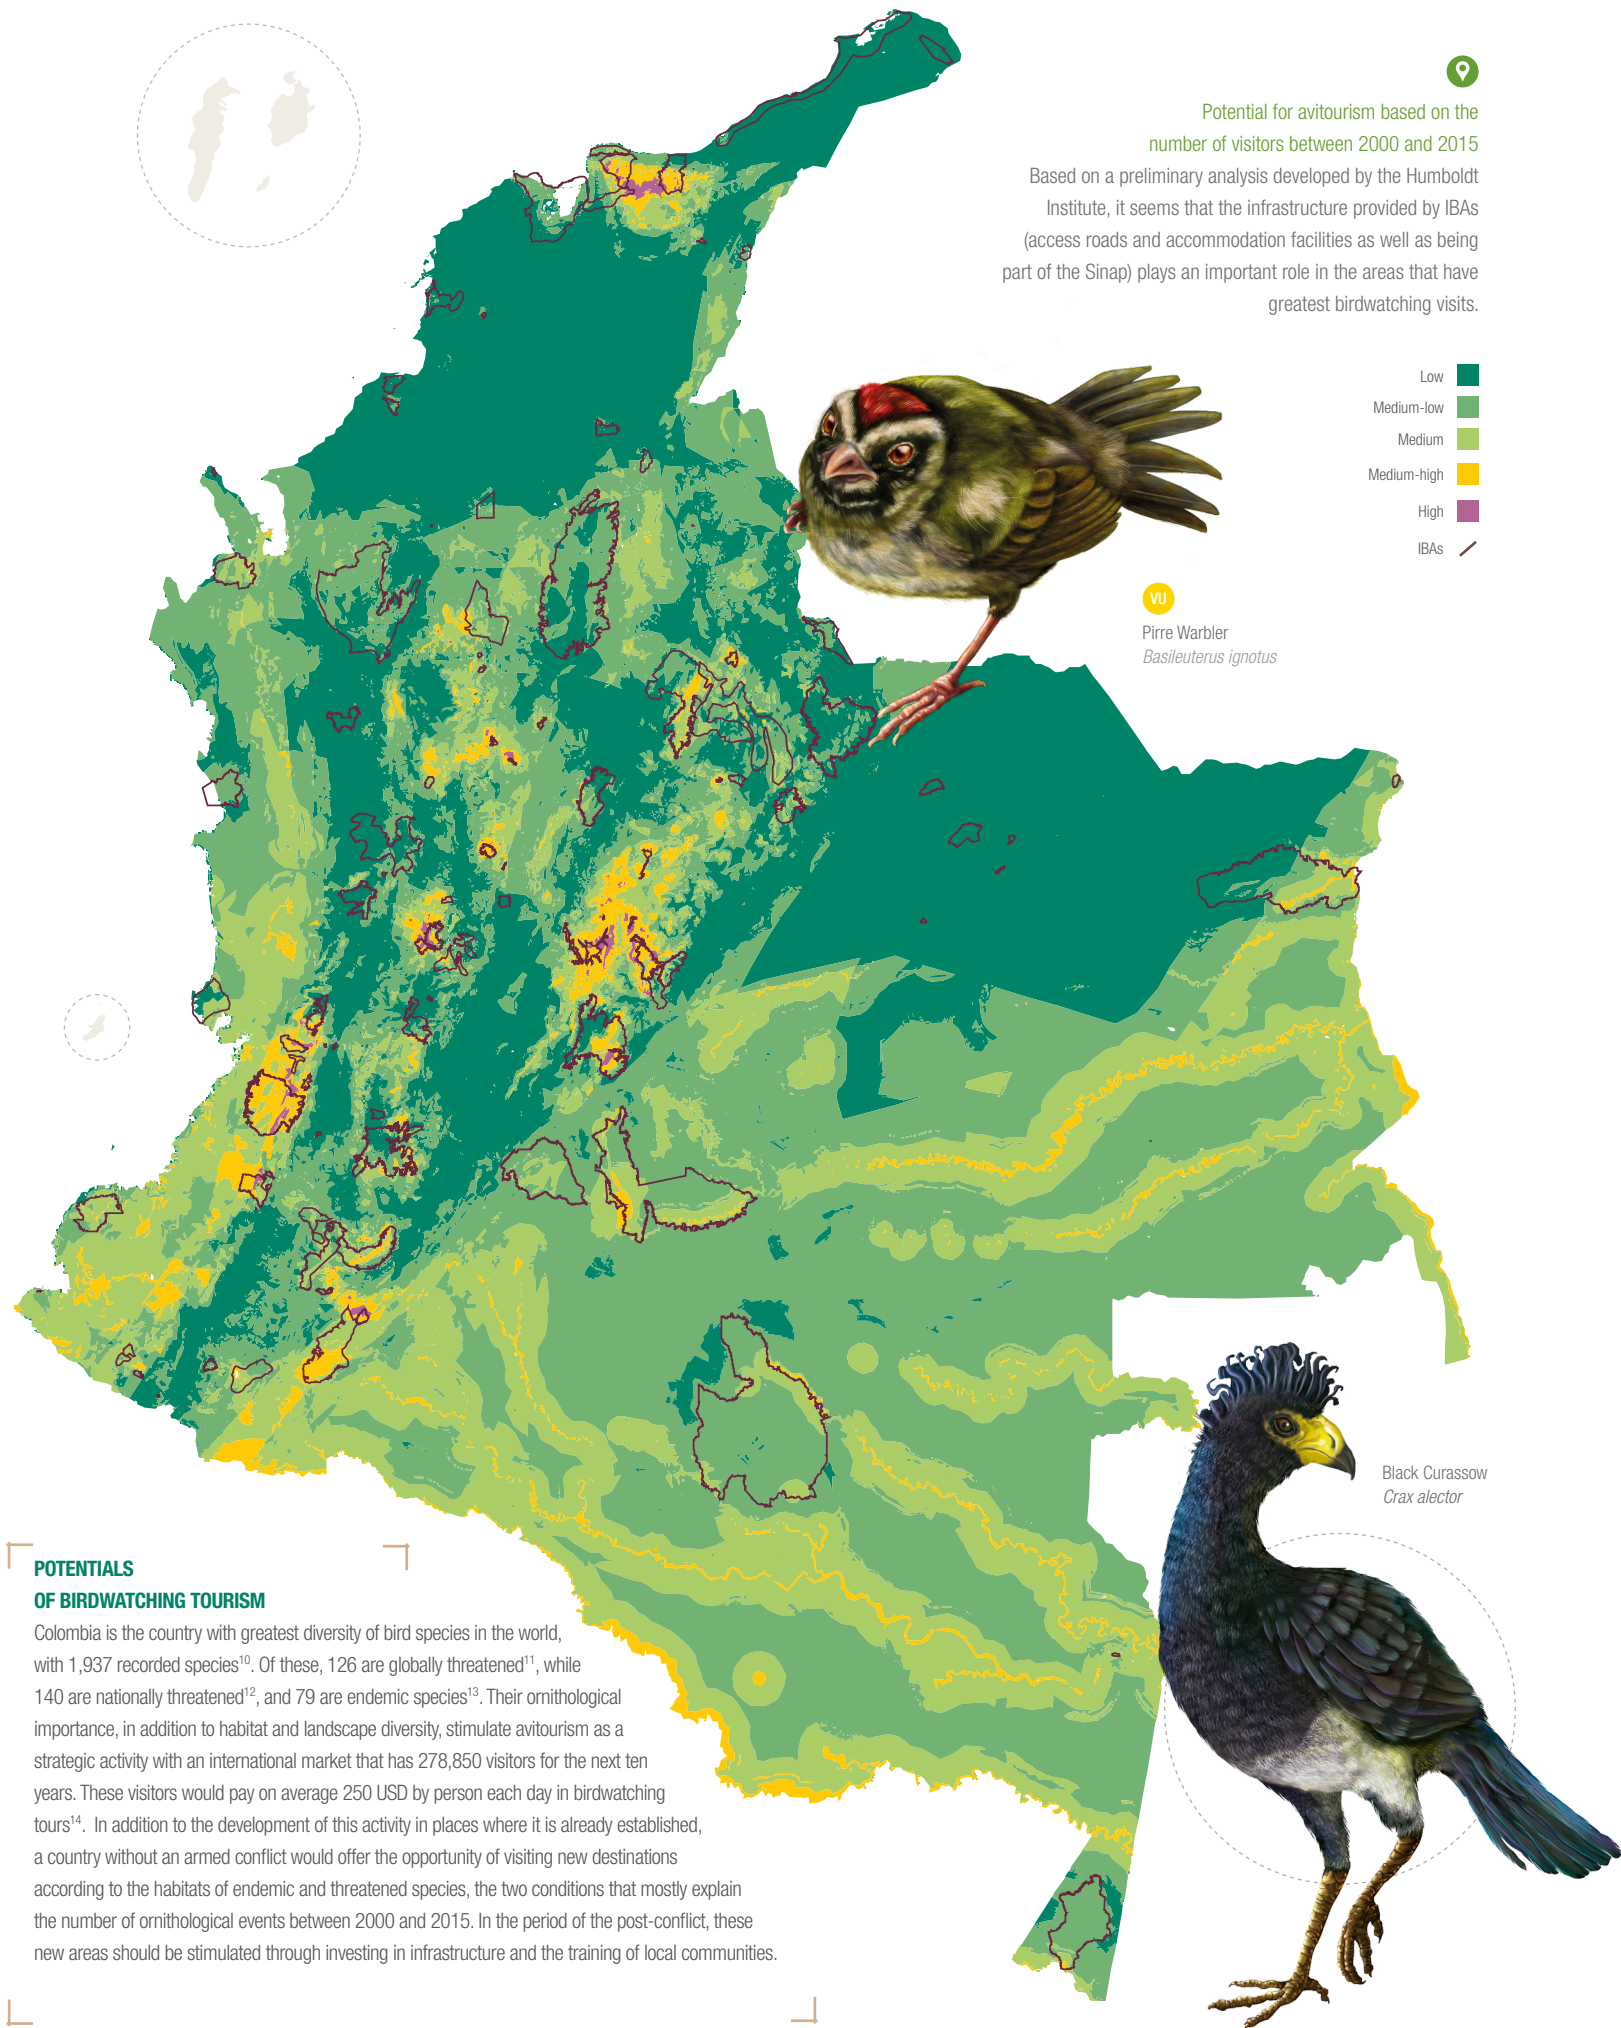 Potential for avitourism based on the
number of visitors between 2000 and 2015
Based on a preliminary analysis developed by the Humboldt
Institute, it seems that the infrastructure provided by IBAs
(access roads and accommodation facilities as well as being
part of the Sinap) plays an important role in the areas that have
greatest birdwatching visits.
Low
Medium-low
Medium
Medium-high
High
IBAs
VU
Pirre Warbler
Basileuterus ignotus
Black Curassow
Crax alector
POTENTIALS
OF BIRDWATCHING TOURISM
Colombia is the country with greatest diversity of bird species in the world,
with 1,937 recorded species10. Of these, 126 are globally threatened11, while
140 are nationally threatened12, and 79 are endemic species13. Their ornithological
importance, in addition to habitat and landscape diversity, stimulate avitourism as a
strategic activity with an international market that has 278,850 visitors for the next ten
years. These visitors would pay on average 250 USD by person each day in birdwatching
tours14. In addition to the development of this activity in places where it is already established,
a country without an armed conflict would offer the opportunity of visiting new destinations
according to the habitats of endemic and threatened species, the two conditions that mostly explain
the number of ornithological events between 2000 and 2015. In the period of the post-conflict, these
new areas should be stimulated through investing in infrastructure and the training of local communities.